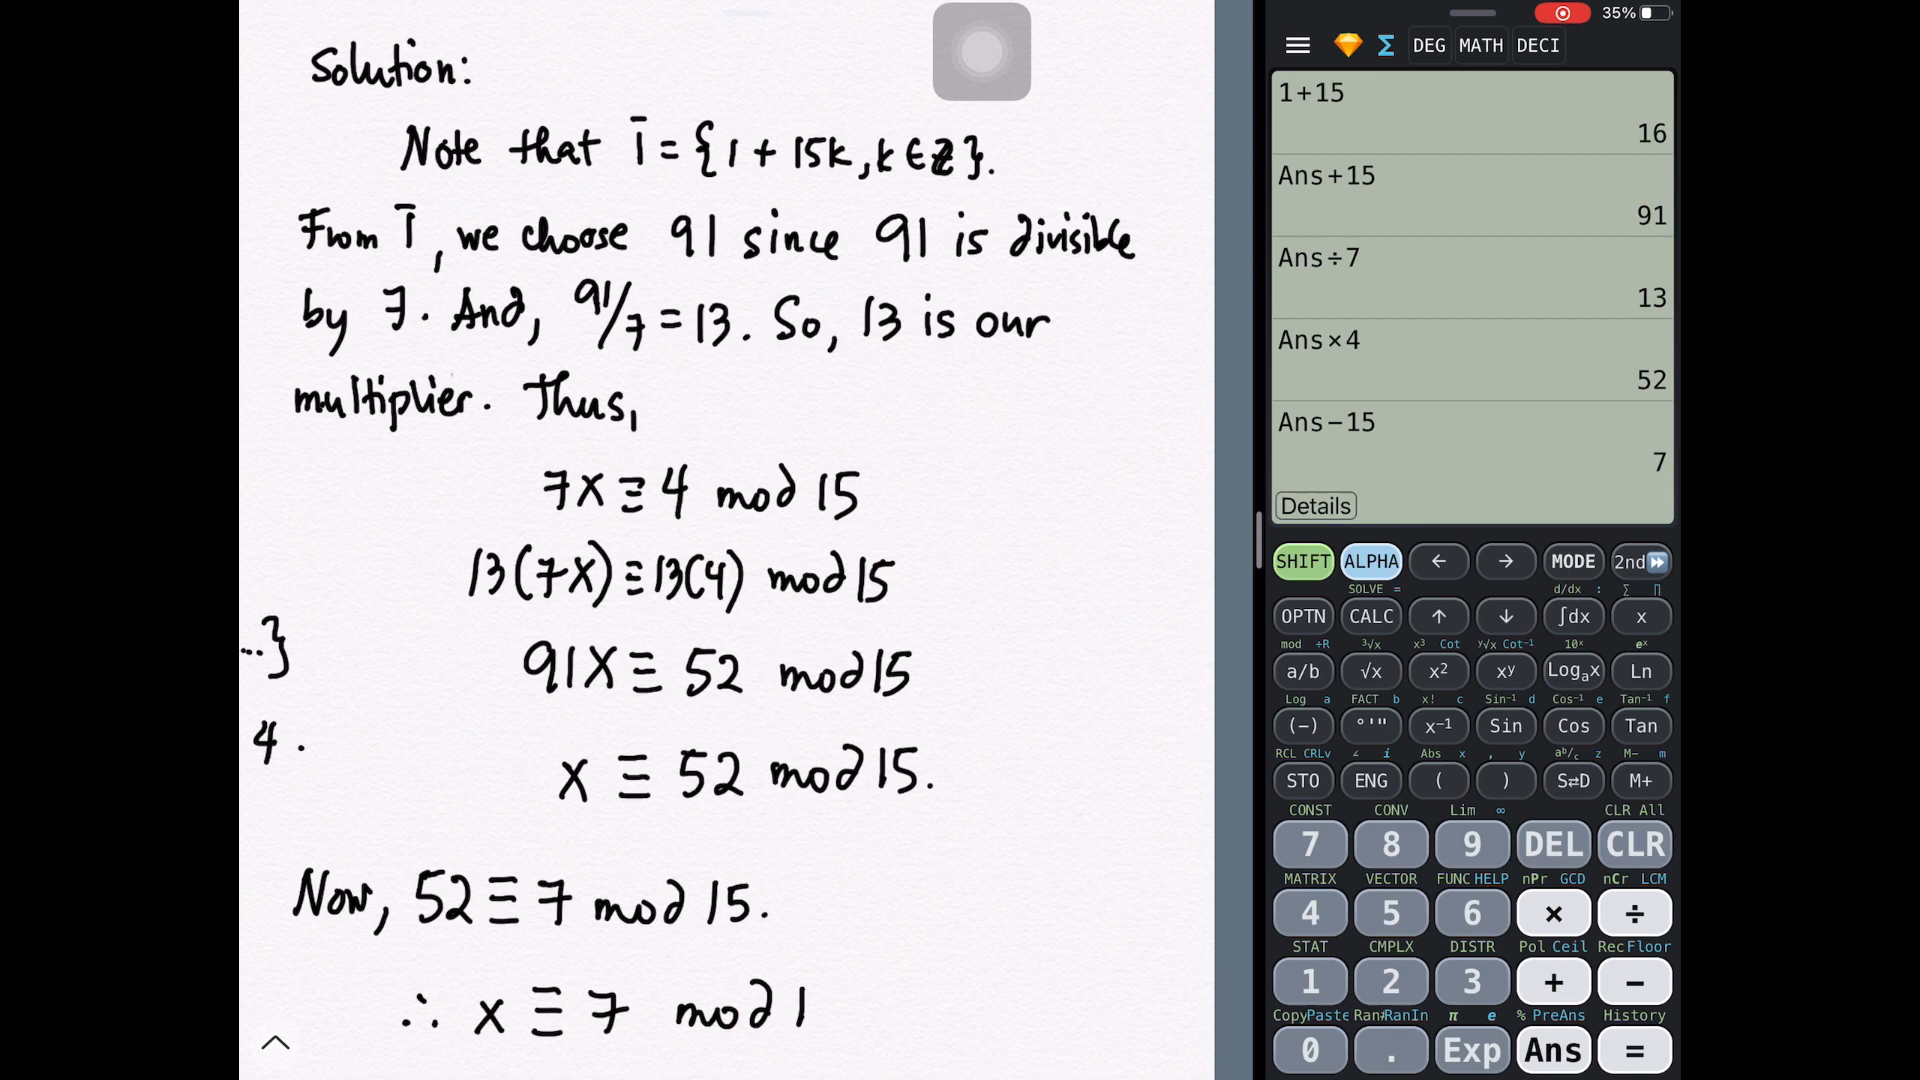 Solution:
Note that 1̄ = {1 + 15k, k ∈ ℤ}.
From 1̄, we choose 91 since 91 is divisible
by 7. And, 91/7 = 13. So, 13 is our
multiplier. Thus,
7x ≡ 4 mod 15
13(7x) ≡ 13(4) mod 15
...}
91x ≡ 52 mod 15
4.
x ≡ 52 mod 15.
Now, 52 ≡ 7 mod 15.
∴ x ≡ 7 mod 1
35%
Σ DEG MATH DECI
1+15
16
Ans+15
91
Ans÷7
13
Ans×4
52
Ans−15
7
Details
SHIFT ALPHA ← → MODE 2nd
SOLVE = d/dx : Σ ∏
OPTN CALC ↑ ↓ ∫dx x
mod ÷R ³√x x³ Cot ʸ√x Cot⁻¹ 10ˣ eˣ
a/b √x x² xʸ Logₐx Ln
Log a FACT b x! c Sin⁻¹ d Cos⁻¹ e Tan⁻¹ f
(−) °'" x⁻¹ Sin Cos Tan
RCL CRLv ∠ i Abs x , y aᵇ/c z M− m
STO ENG ( ) S⇄D M+
CONST CONV Lim ∞ CLR All
7 8 9 DEL CLR
MATRIX VECTOR FUNC HELP nPr GCD nCr LCM
4 5 6 × ÷
STAT CMPLX DISTR Pol Ceil Rec Floor
1 2 3 + −
Copy Paste Ran# RanIn π e % PreAns History
0 . Exp Ans =